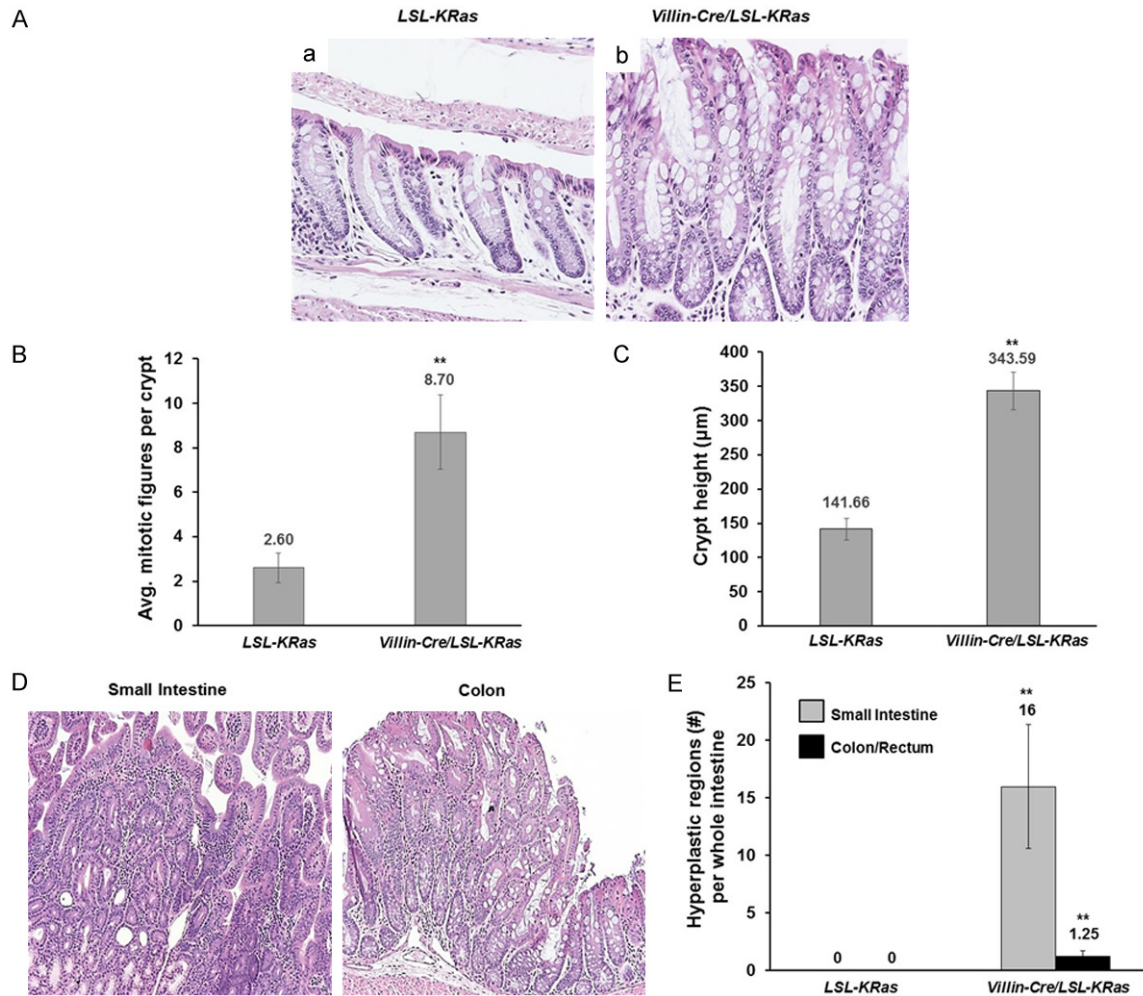 A
LSL-KRas
Villin-Cre/LSL-KRas
a
b
B
Avg. mitotic figures per crypt
12
10
8
6
4
2
0
2.60
**
8.70
LSL-KRas
Villin-Cre/LSL-KRas
C
Crypt height (µm)
400
350
300
250
200
150
100
50
0
141.66
**
343.59
LSL-KRas
Villin-Cre/LSL-KRas
D
Small Intestine
Colon
E
Hyperplastic regions (#)
per whole intestine
25
20
15
10
5
0
Small Intestine
Colon/Rectum
0
0
**
16
**
1.25
LSL-KRas
Villin-Cre/LSL-KRas